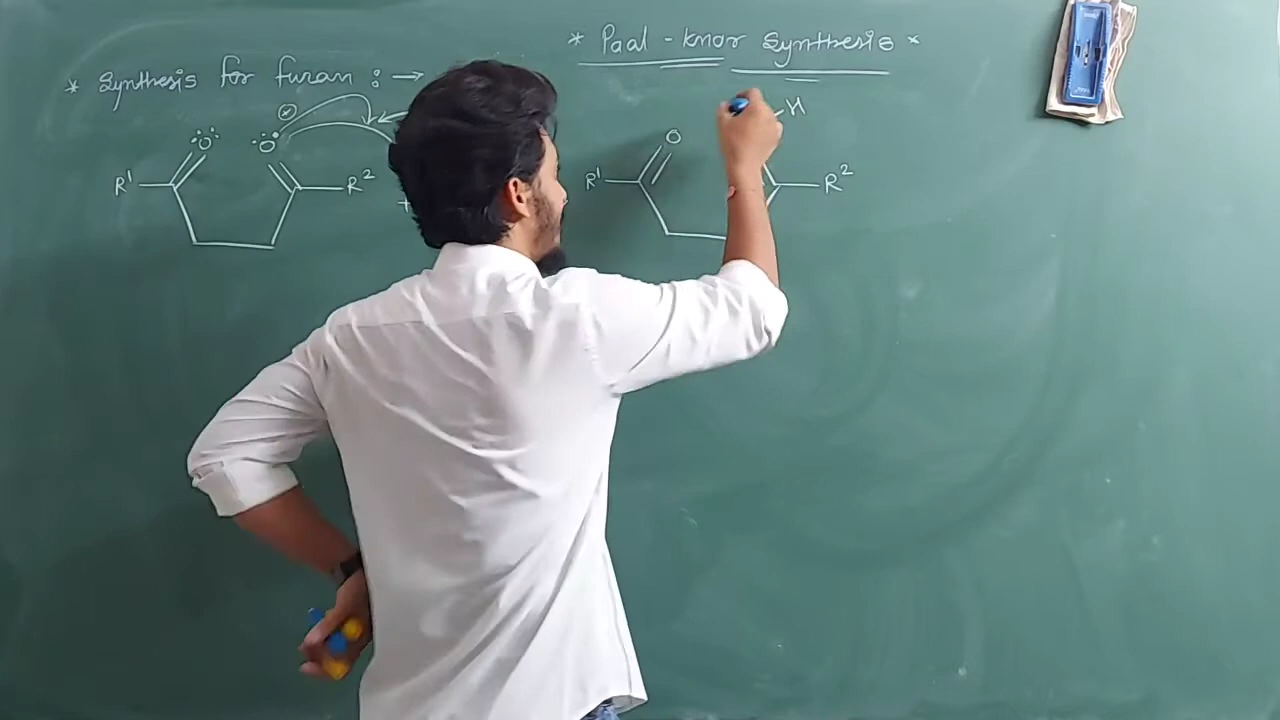 * Paal - Knor Synthesis *
* Synthesis for furan : →
O O
R¹ R²
O H
R¹ R²
+